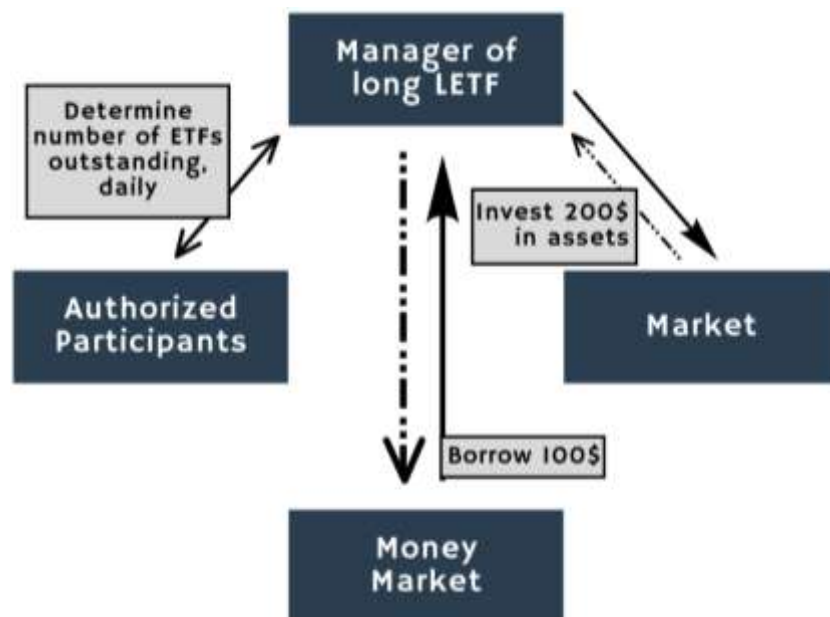 Manager of
long LETF
Determine
number of ETFs
outstanding,
daily
Invest 200$
in assets
Authorized
Participants
Market
Borrow 100$
Money
Market